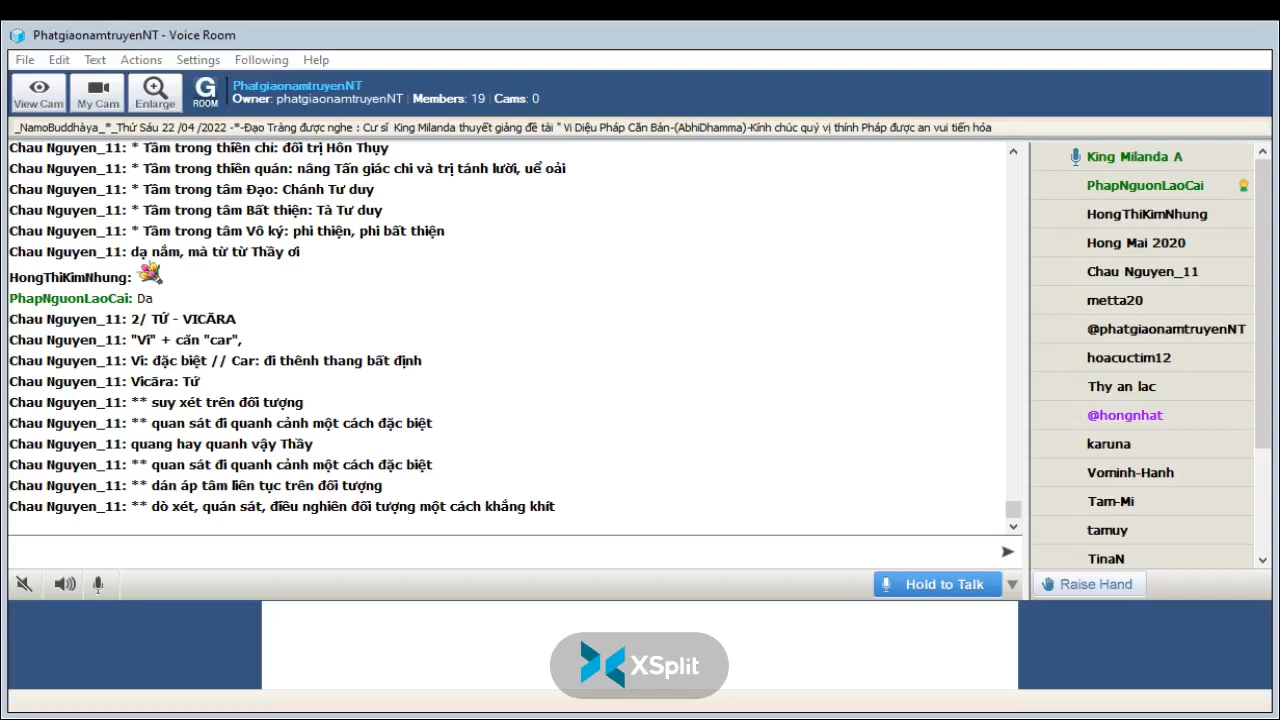 PhatgiaonamtruyenNT - Voice Room
File Edit Text Actions Settings Following Help
View Cam
My Cam
Enlarge
G
ROOM
PhatgiaonamtruyenNT
Owner: phatgiaonamtruyenNT | Members: 19 | Cams: 0
_NamoBuddhàya_*_Thứ Sáu 22 /04 /2022 -*-Đạo Tràng được nghe : Cư sĩ King Milanda thuyết giảng đề tài " Vi Diệu Pháp Căn Bản-(AbhiDhamma)-Kính chúc quý vị thính Pháp được an vui tiến hóa
Chau Nguyen_11: * Tầm trong thiền chi: đối trị Hôn Thụy
Chau Nguyen_11: * Tầm trong thiền quán: nâng Tấn giác chi và trị tánh lười, uể oải
Chau Nguyen_11: * Tầm trong tâm Đạo: Chánh Tư duy
Chau Nguyen_11: * Tầm trong tâm Bất thiện: Tà Tư duy
Chau Nguyen_11: * Tầm trong tâm Vô ký: phi thiện, phi bất thiện
Chau Nguyen_11: dạ nắm, mà từ từ Thầy ơi
HongThiKimNhung:
PhapNguonLaoCai: Da
Chau Nguyen_11: 2/ TỨ - VICĀRA
Chau Nguyen_11: "Vi" + căn "car",
Chau Nguyen_11: Vi: đặc biệt // Car: đi thênh thang bất định
Chau Nguyen_11: Vicāra: Tứ
Chau Nguyen_11: ** suy xét trên đối tượng
Chau Nguyen_11: ** quan sát đi quanh cảnh một cách đặc biệt
Chau Nguyen_11: quang hay quanh vậy Thầy
Chau Nguyen_11: ** quan sát đi quanh cảnh một cách đặc biệt
Chau Nguyen_11: ** dán áp tâm liên tục trên đối tượng
Chau Nguyen_11: ** dò xét, quán sát, điều nghiên đối tượng một cách khắng khít
King Milanda A
PhapNguonLaoCai
HongThiKimNhung
Hong Mai 2020
Chau Nguyen_11
metta20
@phatgiaonamtruyenNT
hoacuctim12
Thy an lac
@hongnhat
karuna
Vominh-Hanh
Tam-Mi
tamuy
TinaN
Hold to Talk
Raise Hand
XSplit